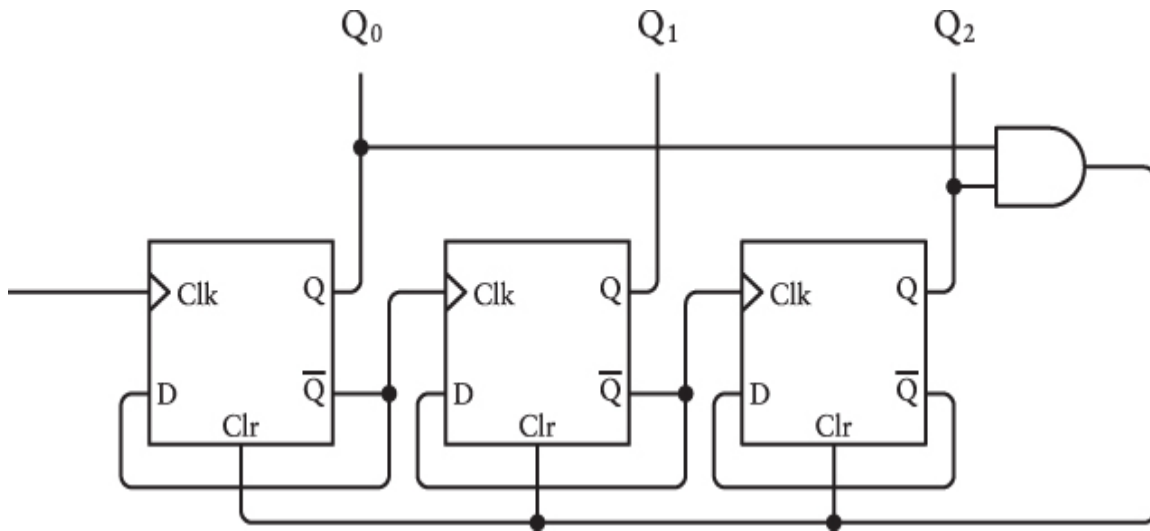 Q₀ Q₁ Q₂
Clk Q Clk Q Clk Q
D Q̅ D Q̅ D Q̅
Clr Clr Clr